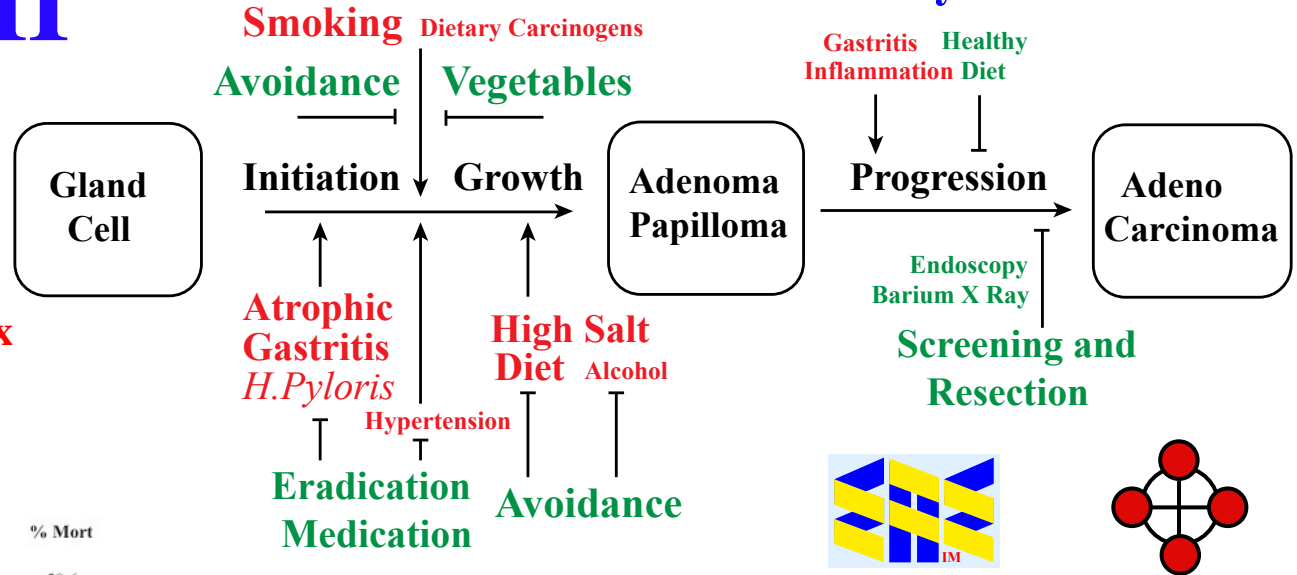 Smoking Dietary Carcinogens
Avoidance Vegetables
Gastritis Healthy
Inflammation Diet
Gland
Cell
Initiation Growth
Adenoma
Papilloma
Progression
Adeno
Carcinoma
Atrophic
Gastritis
H.Pyloris
Hypertension
High Salt
Diet Alcohol
Endoscopy
Barium X Ray
Screening and
Resection
Eradication
Medication
Avoidance
x
% Mort
IM